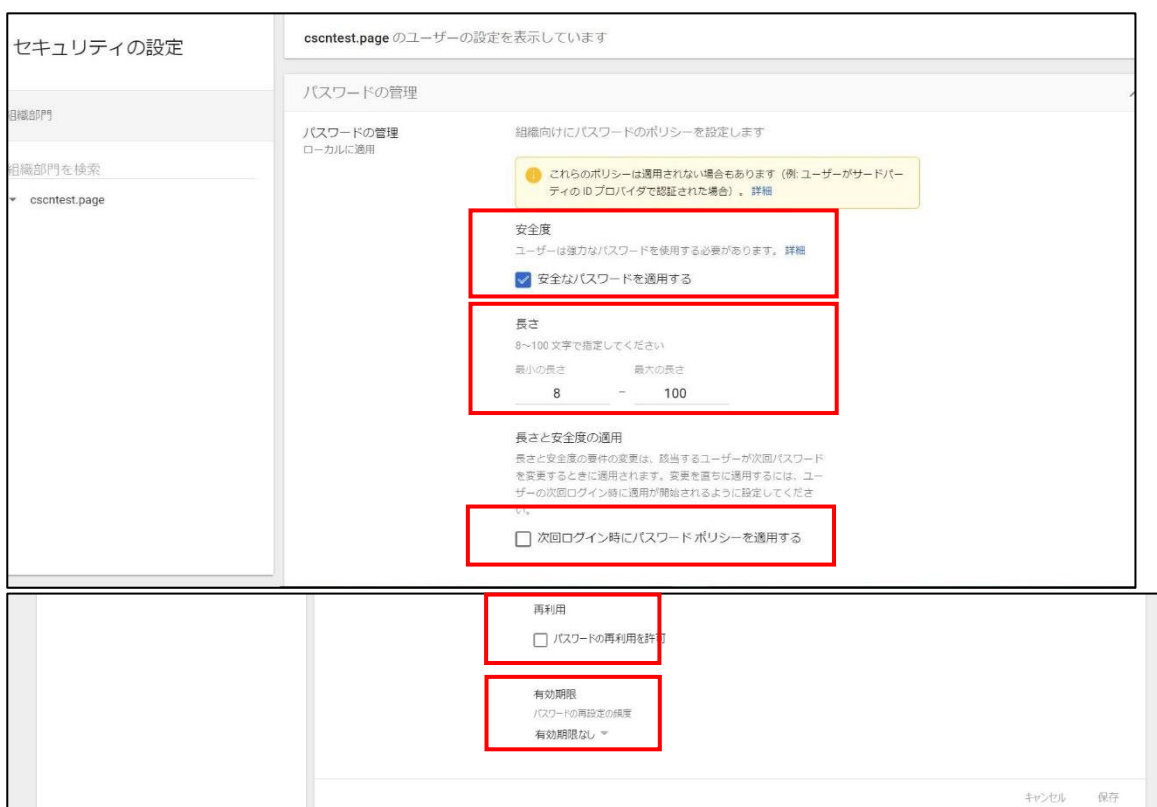 セキュリティの設定
cscntest.page のユーザーの設定を表示しています
組織部門
組織部門を検索
cscntest.page
パスワードの管理
パスワードの管理
ローカルに適用
組織向けにパスワードのポリシーを設定します
これらのポリシーは適用されない場合もあります（例: ユーザーがサードパー
ティの ID プロバイダで認証された場合）。 詳細
安全度
ユーザーは強力なパスワードを使用する必要があります。 詳細
安全なパスワードを適用する
長さ
8～100 文字で指定してください
最小の長さ 最大の長さ
8 – 100
長さと安全度の適用
長さと安全度の要件の変更は、該当するユーザーが次回パスワード
を変更するときに適用されます。変更を直ちに適用するには、ユー
ザーの次回ログイン時に適用が開始されるように設定してくださ
い。
次回ログイン時にパスワード ポリシーを適用する
再利用
パスワードの再利用を許可
有効期限
パスワードの再設定の頻度
有効期限なし
キャンセル 保存